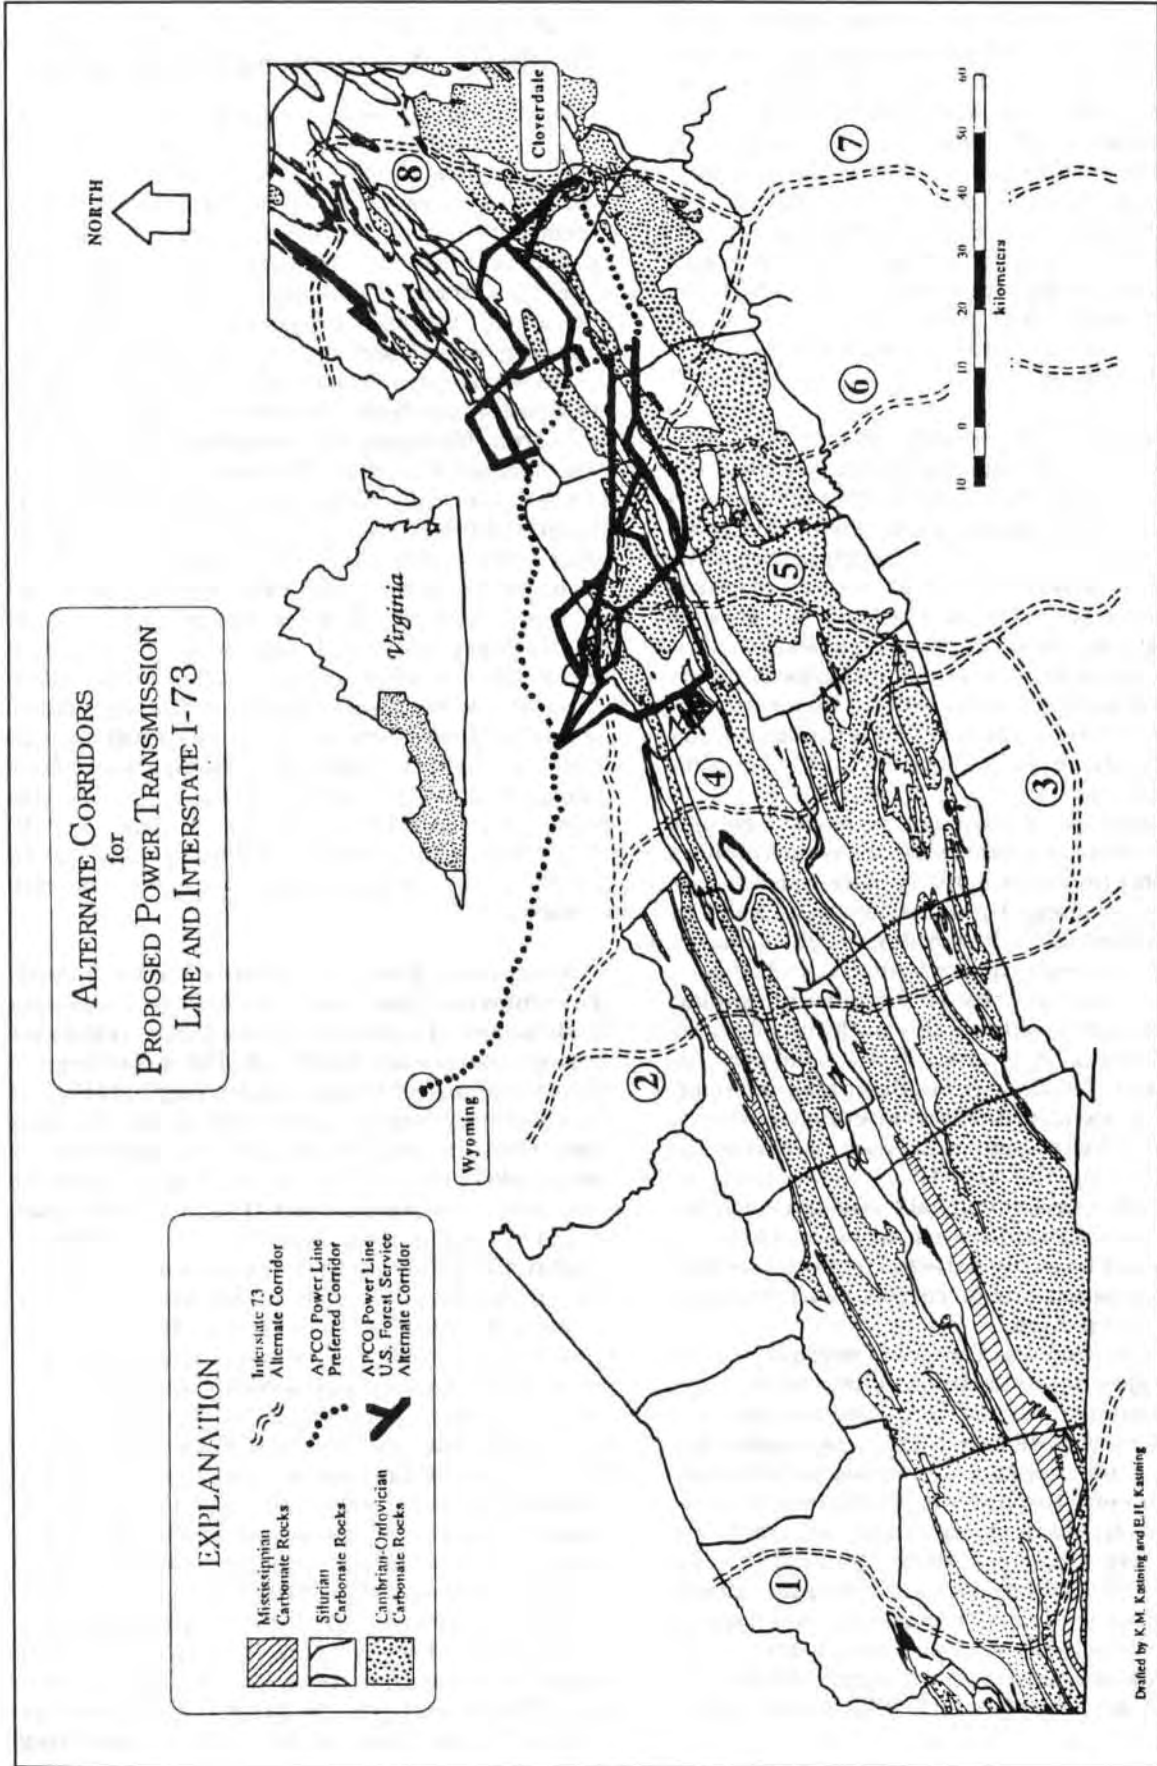 ALTERNATE CORRIDORS
for
PROPOSED POWER TRANSMISSION
LINE AND INTERSTATE I-73
NORTH
EXPLANATION
Mississippian
Carbonate Rocks
Silurian
Carbonate Rocks
Cambrian-Ordovician
Carbonate Rocks
Interstate 73
Alternate Corridor
APCO Power Line
Preferred Corridor
APCO Power Line
U.S. Forest Service
Alternate Corridor
Virginia
Wyoming
Cloverdale
1
2
3
4
5
6
7
8
10 0 10 20 30 40 50 60
kilometers
Drafted by K.M. Kastning and E.H. Kastning